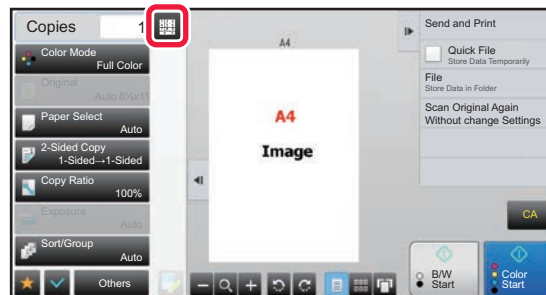 Copies 1
Color Mode
Full Color
Original
Auto 8½x11
Paper Select
Auto
2-Sided Copy
1-Sided→1-Sided
Copy Ratio
100%
Exposure
Auto
Sort/Group
Auto
Others
A4
A4
Image
Send and Print
Quick File
Store Data Temporarily
File
Store Data in Folder
Scan Original Again
Without change Settings
CA
B/W
Start
Color
Start